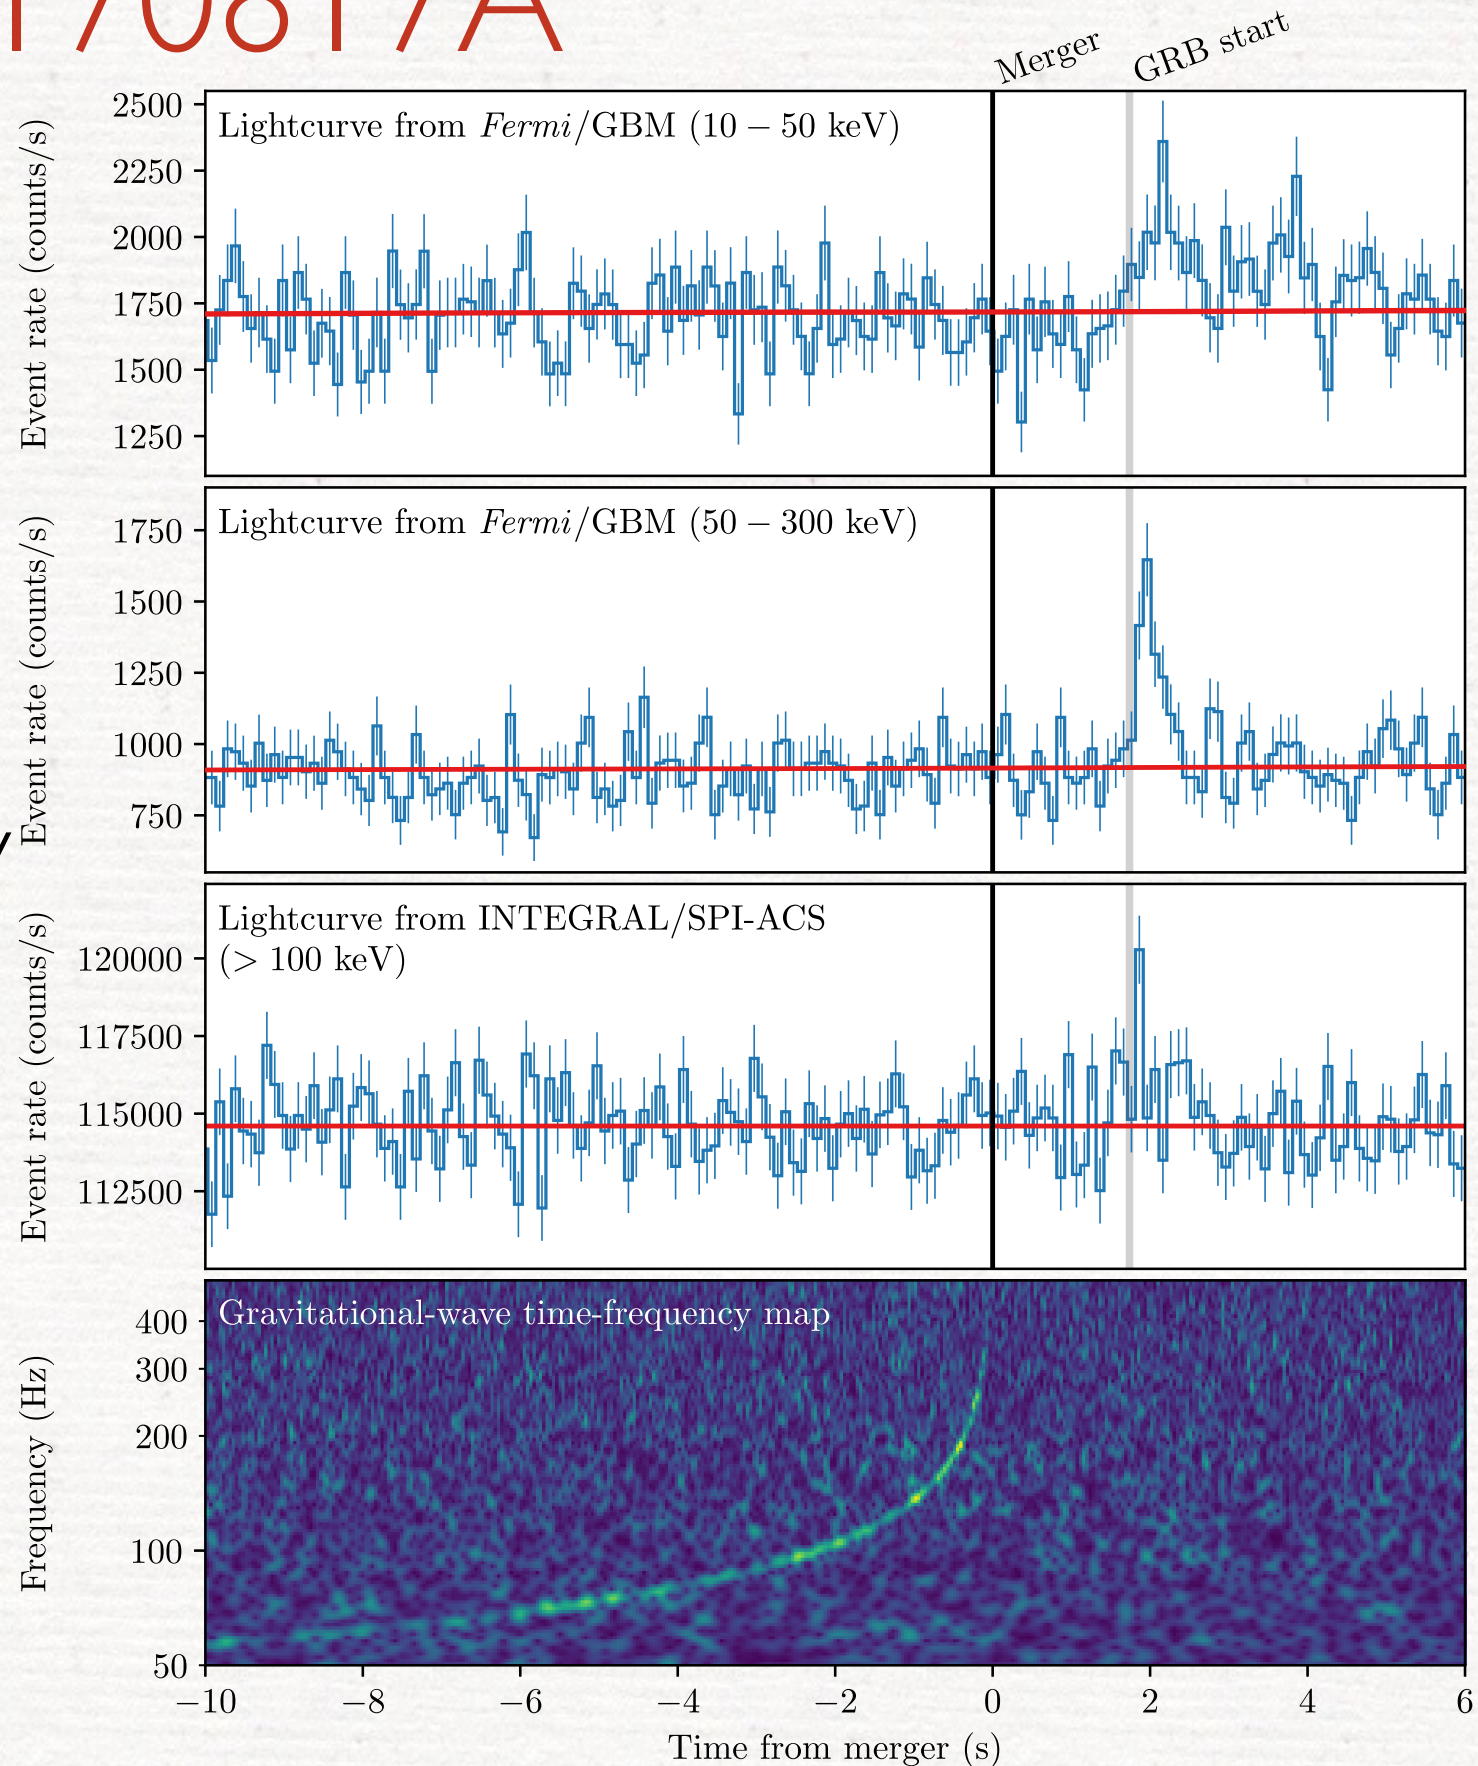 170817A
Merger
GRB start
Event rate (counts/s)
2500
2250
2000
1750
1500
1250
Lightcurve from Fermi/GBM (10 – 50 keV)
Event rate (counts/s)
1750
1500
1250
1000
750
Lightcurve from Fermi/GBM (50 – 300 keV)
Event rate (counts/s)
120000
117500
115000
112500
Lightcurve from INTEGRAL/SPI-ACS
(> 100 keV)
Frequency (Hz)
400
300
200
100
50
Gravitational-wave time-frequency map
−10 −8 −6 −4 −2 0 2 4 6
Time from merger (s)